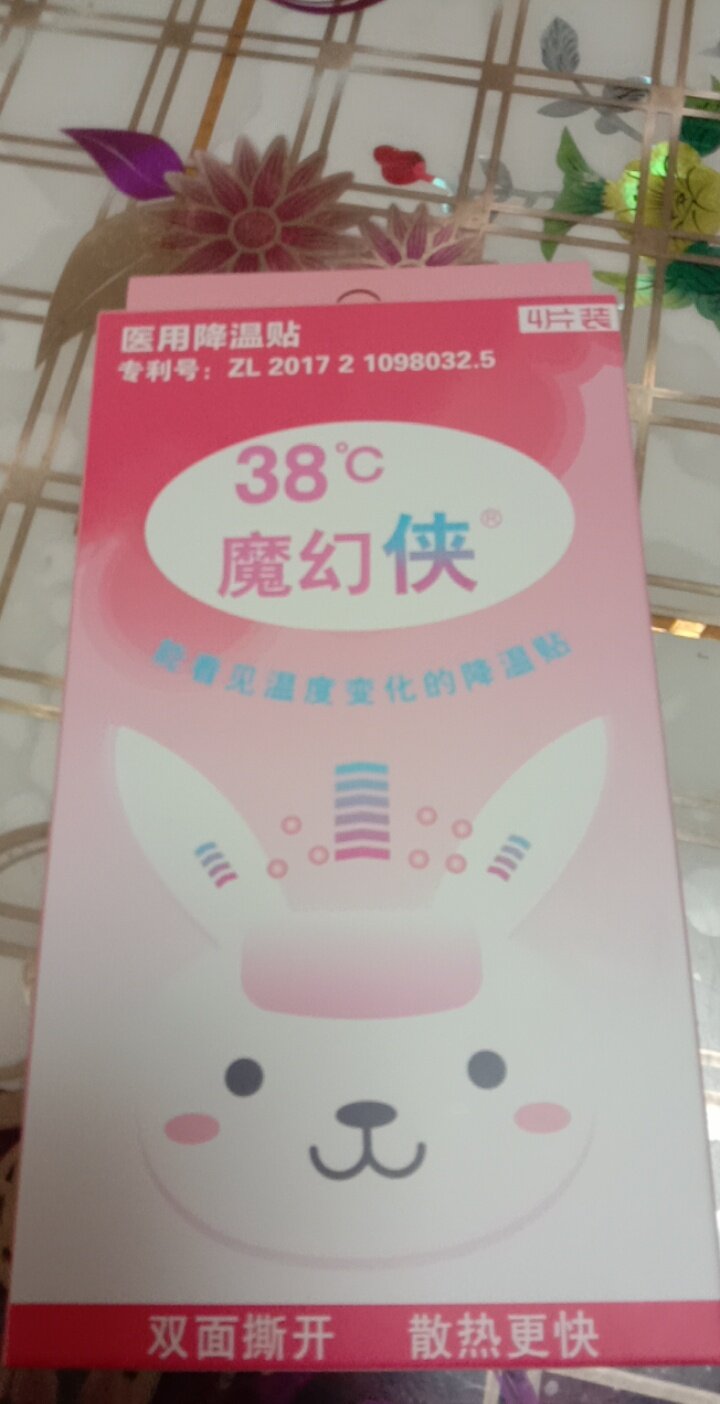 医用降温贴
4片装
专利号：ZL 2017 2 1098032.5
38℃
魔幻侠®
能看见温度变化的降温贴
双面撕开 散热更快